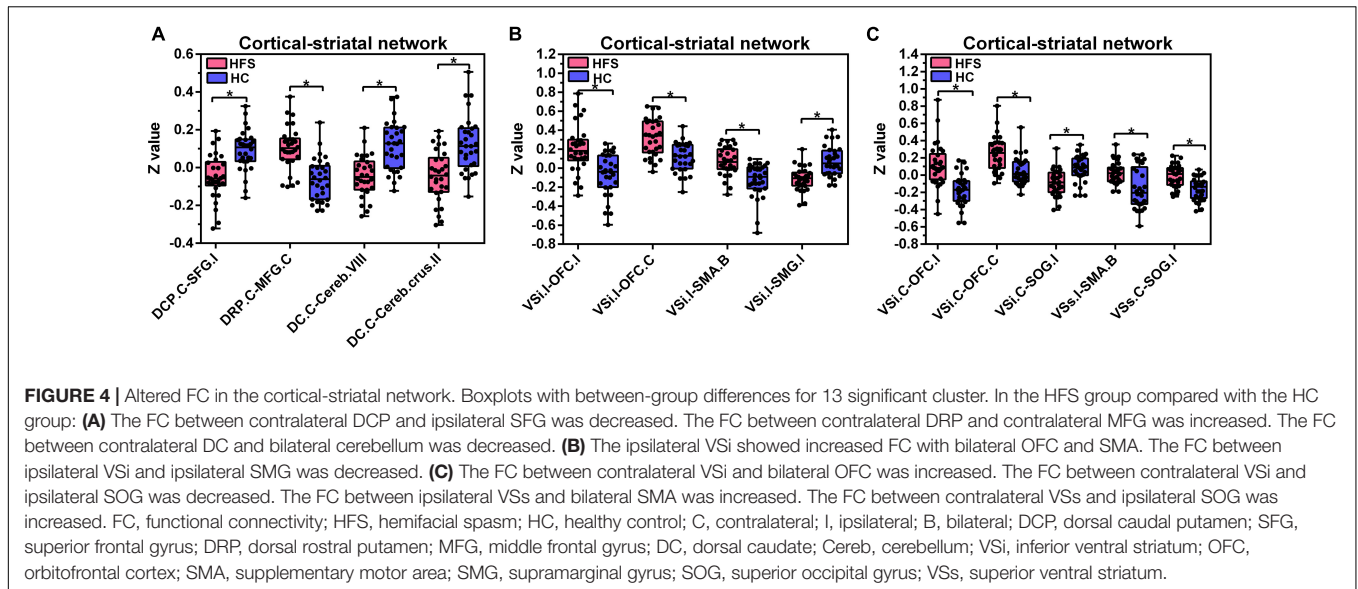 A
Cortical-striatal network
HFS
HC
Z value
0.6
0.4
0.2
0.0
-0.2
-0.4
*
*
*
*
DCP.C-SFG.I
DRP.C-MFG.C
DC.C-Cereb.VIII
DC.C-Cereb.crus.II
B
Cortical-striatal network
HFS
HC
Z value
1.2
1.0
0.8
0.6
0.4
0.2
0.0
-0.2
-0.4
-0.6
-0.8
*
*
*
*
VSi.I-OFC.I
VSi.I-OFC.C
VSi.I-SMA.B
VSi.I-SMG.I
C
Cortical-striatal network
HFS
HC
Z value
1.4
1.2
1.0
0.8
0.6
0.4
0.2
0.0
-0.2
-0.4
-0.6
-0.8
*
*
*
*
*
VSi.C-OFC.I
VSi.C-OFC.C
VSi.C-SOG.I
VSs.I-SMA.B
VSs.C-SOG.I
FIGURE 4 | Altered FC in the cortical-striatal network. Boxplots with between-group differences for 13 significant cluster. In the HFS group compared with the HC
group: (A) The FC between contralateral DCP and ipsilateral SFG was decreased. The FC between contralateral DRP and contralateral MFG was increased. The FC
between contralateral DC and bilateral cerebellum was decreased. (B) The ipsilateral VSi showed increased FC with bilateral OFC and SMA. The FC between
ipsilateral VSi and ipsilateral SMG was decreased. (C) The FC between contralateral VSi and bilateral OFC was increased. The FC between contralateral VSi and
ipsilateral SOG was decreased. The FC between ipsilateral VSs and bilateral SMA was increased. The FC between contralateral VSs and ipsilateral SOG was
increased. FC, functional connectivity; HFS, hemifacial spasm; HC, healthy control; C, contralateral; I, ipsilateral; B, bilateral; DCP, dorsal caudal putamen; SFG,
superior frontal gyrus; DRP, dorsal rostral putamen; MFG, middle frontal gyrus; DC, dorsal caudate; Cereb, cerebellum; VSi, inferior ventral striatum; OFC,
orbitofrontal cortex; SMA, supplementary motor area; SMG, supramarginal gyrus; SOG, superior occipital gyrus; VSs, superior ventral striatum.